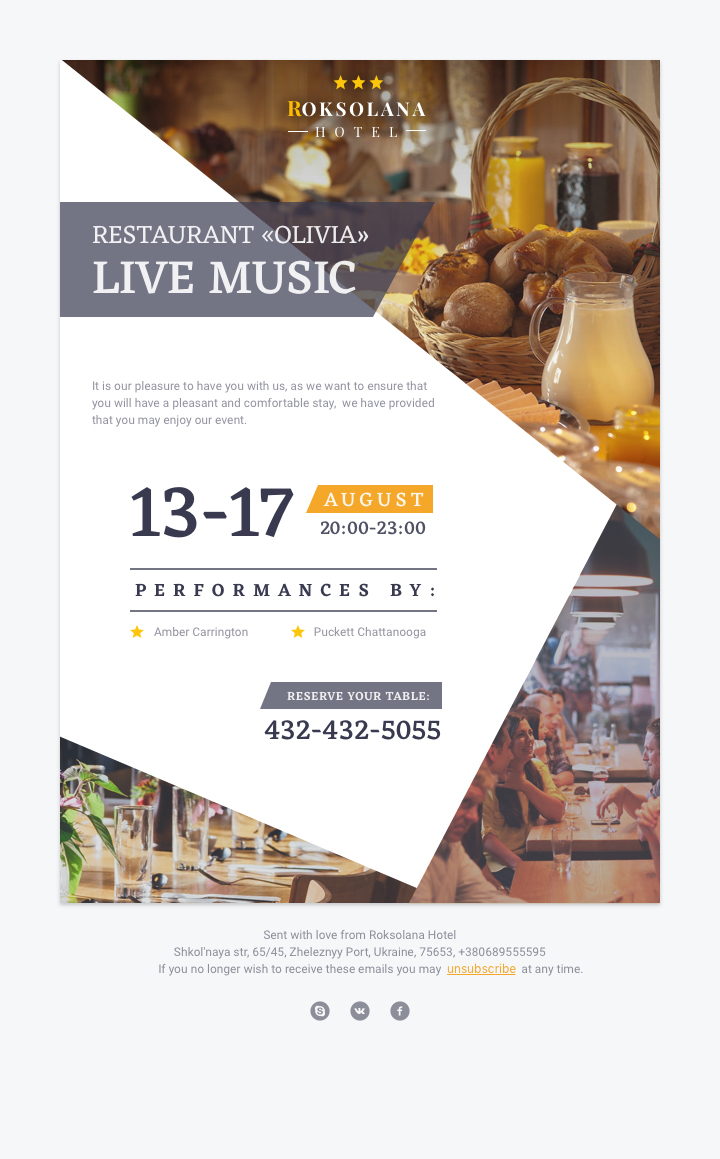 ROKSOLANA
HOTEL
RESTAURANT «OLIVIA»
LIVE MUSIC
It is our pleasure to have you with us, as we want to ensure that
you will have a pleasant and comfortable stay, we have provided
that you may enjoy our event.
13-17
AUGUST
20:00-23:00
PERFORMANCES BY:
Amber Carrington
Puckett Chattanooga
RESERVE YOUR TABLE:
432-432-5055
Sent with love from Roksolana Hotel
Shkol'naya str, 65/45, Zheleznyy Port, Ukraine, 75653, +380689555595
If you no longer wish to receive these emails you may unsubscribe at any time.